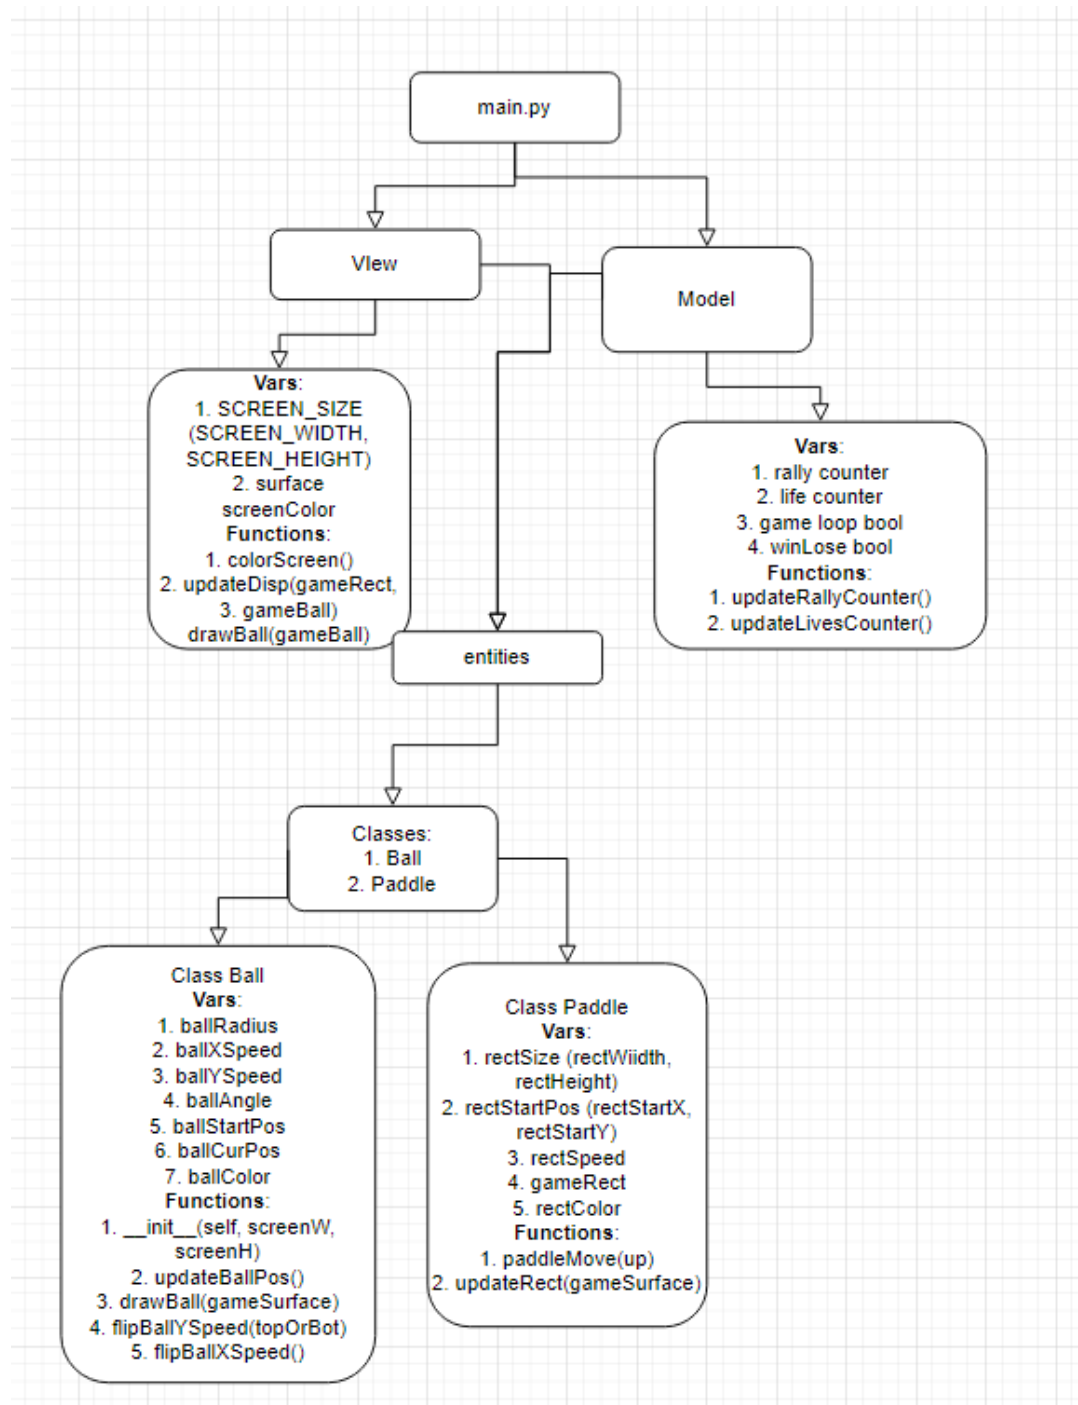 main.py
VIew
Model
Vars:
1. SCREEN_SIZE
(SCREEN_WIDTH,
SCREEN_HEIGHT)
2. surface
screenColor
Functions:
1. colorScreen()
2. updateDisp(gameRect,
3. gameBall)
drawBall(gameBall)
Vars:
1. rally counter
2. life counter
3. game loop bool
4. winLose bool
Functions:
1. updateRallyCounter()
2. updateLivesCounter()
entities
Classes:
1. Ball
2. Paddle
Class Ball
Vars:
1. ballRadius
2. ballXSpeed
3. ballYSpeed
4. ballAngle
5. ballStartPos
6. ballCurPos
7. ballColor
Functions:
1. __init__(self, screenW,
screenH)
2. updateBallPos()
3. drawBall(gameSurface)
4. flipBallYSpeed(topOrBot)
5. flipBallXSpeed()
Class Paddle
Vars:
1. rectSize (rectWiidth,
rectHeight)
2. rectStartPos (rectStartX,
rectStartY)
3. rectSpeed
4. gameRect
5. rectColor
Functions:
1. paddleMove(up)
2. updateRect(gameSurface)